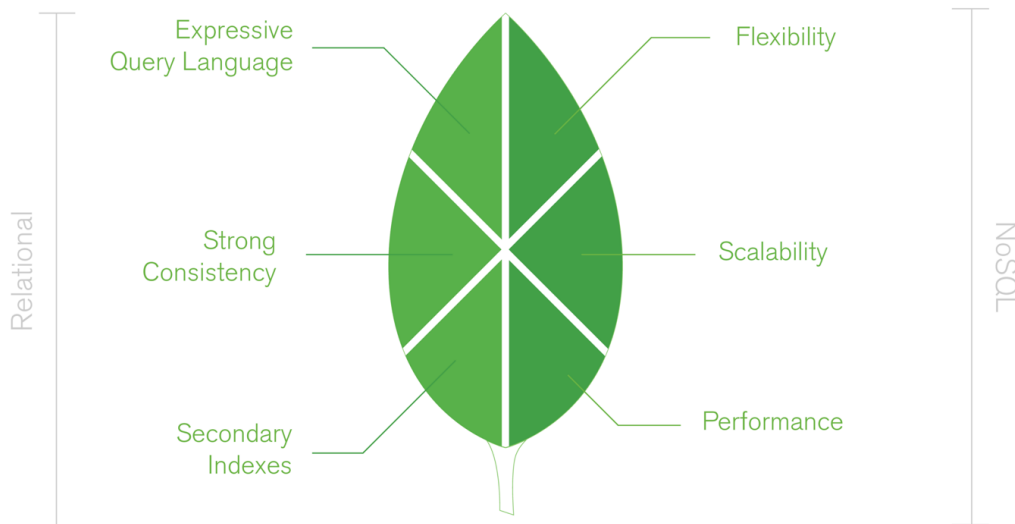 Expressive
Query Language
Flexibility
Relational
Strong
Consistency
Scalability
NoSQL
Secondary
Indexes
Performance